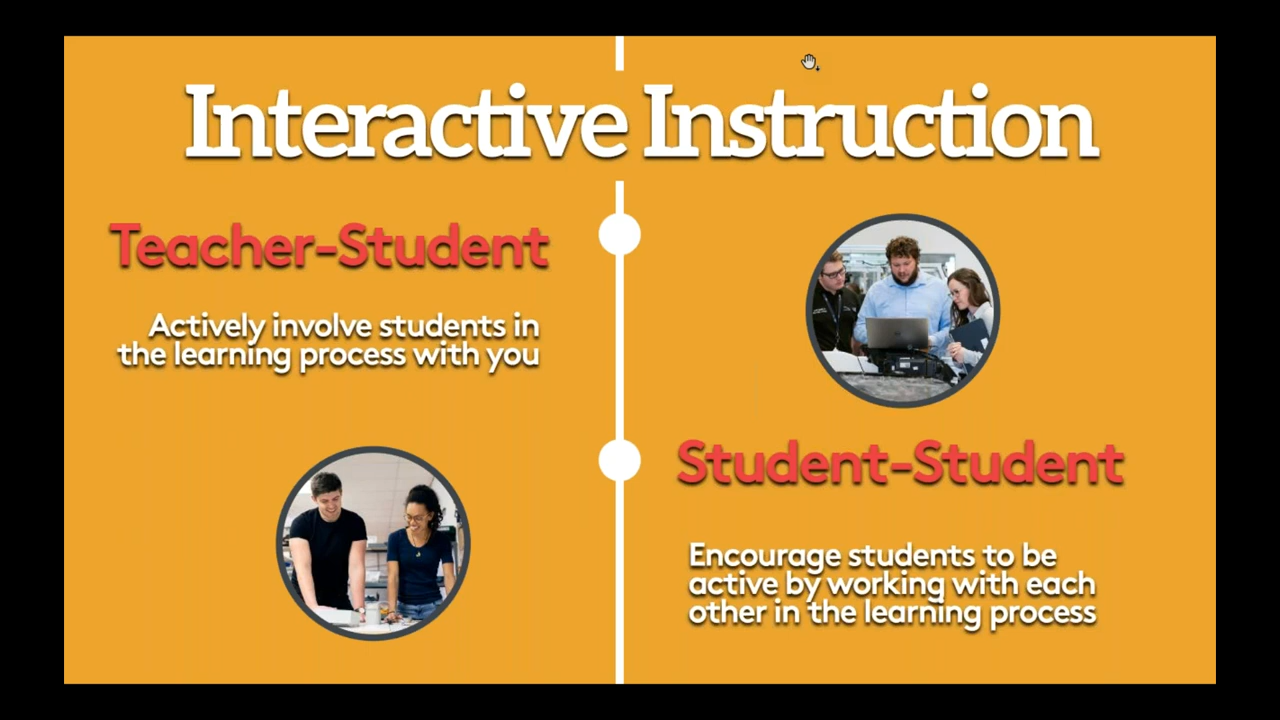 Interactive Instruction
Teacher-Student
Actively involve students in
the learning process with you
Student-Student
Encourage students to be
active by working with each
other in the learning process